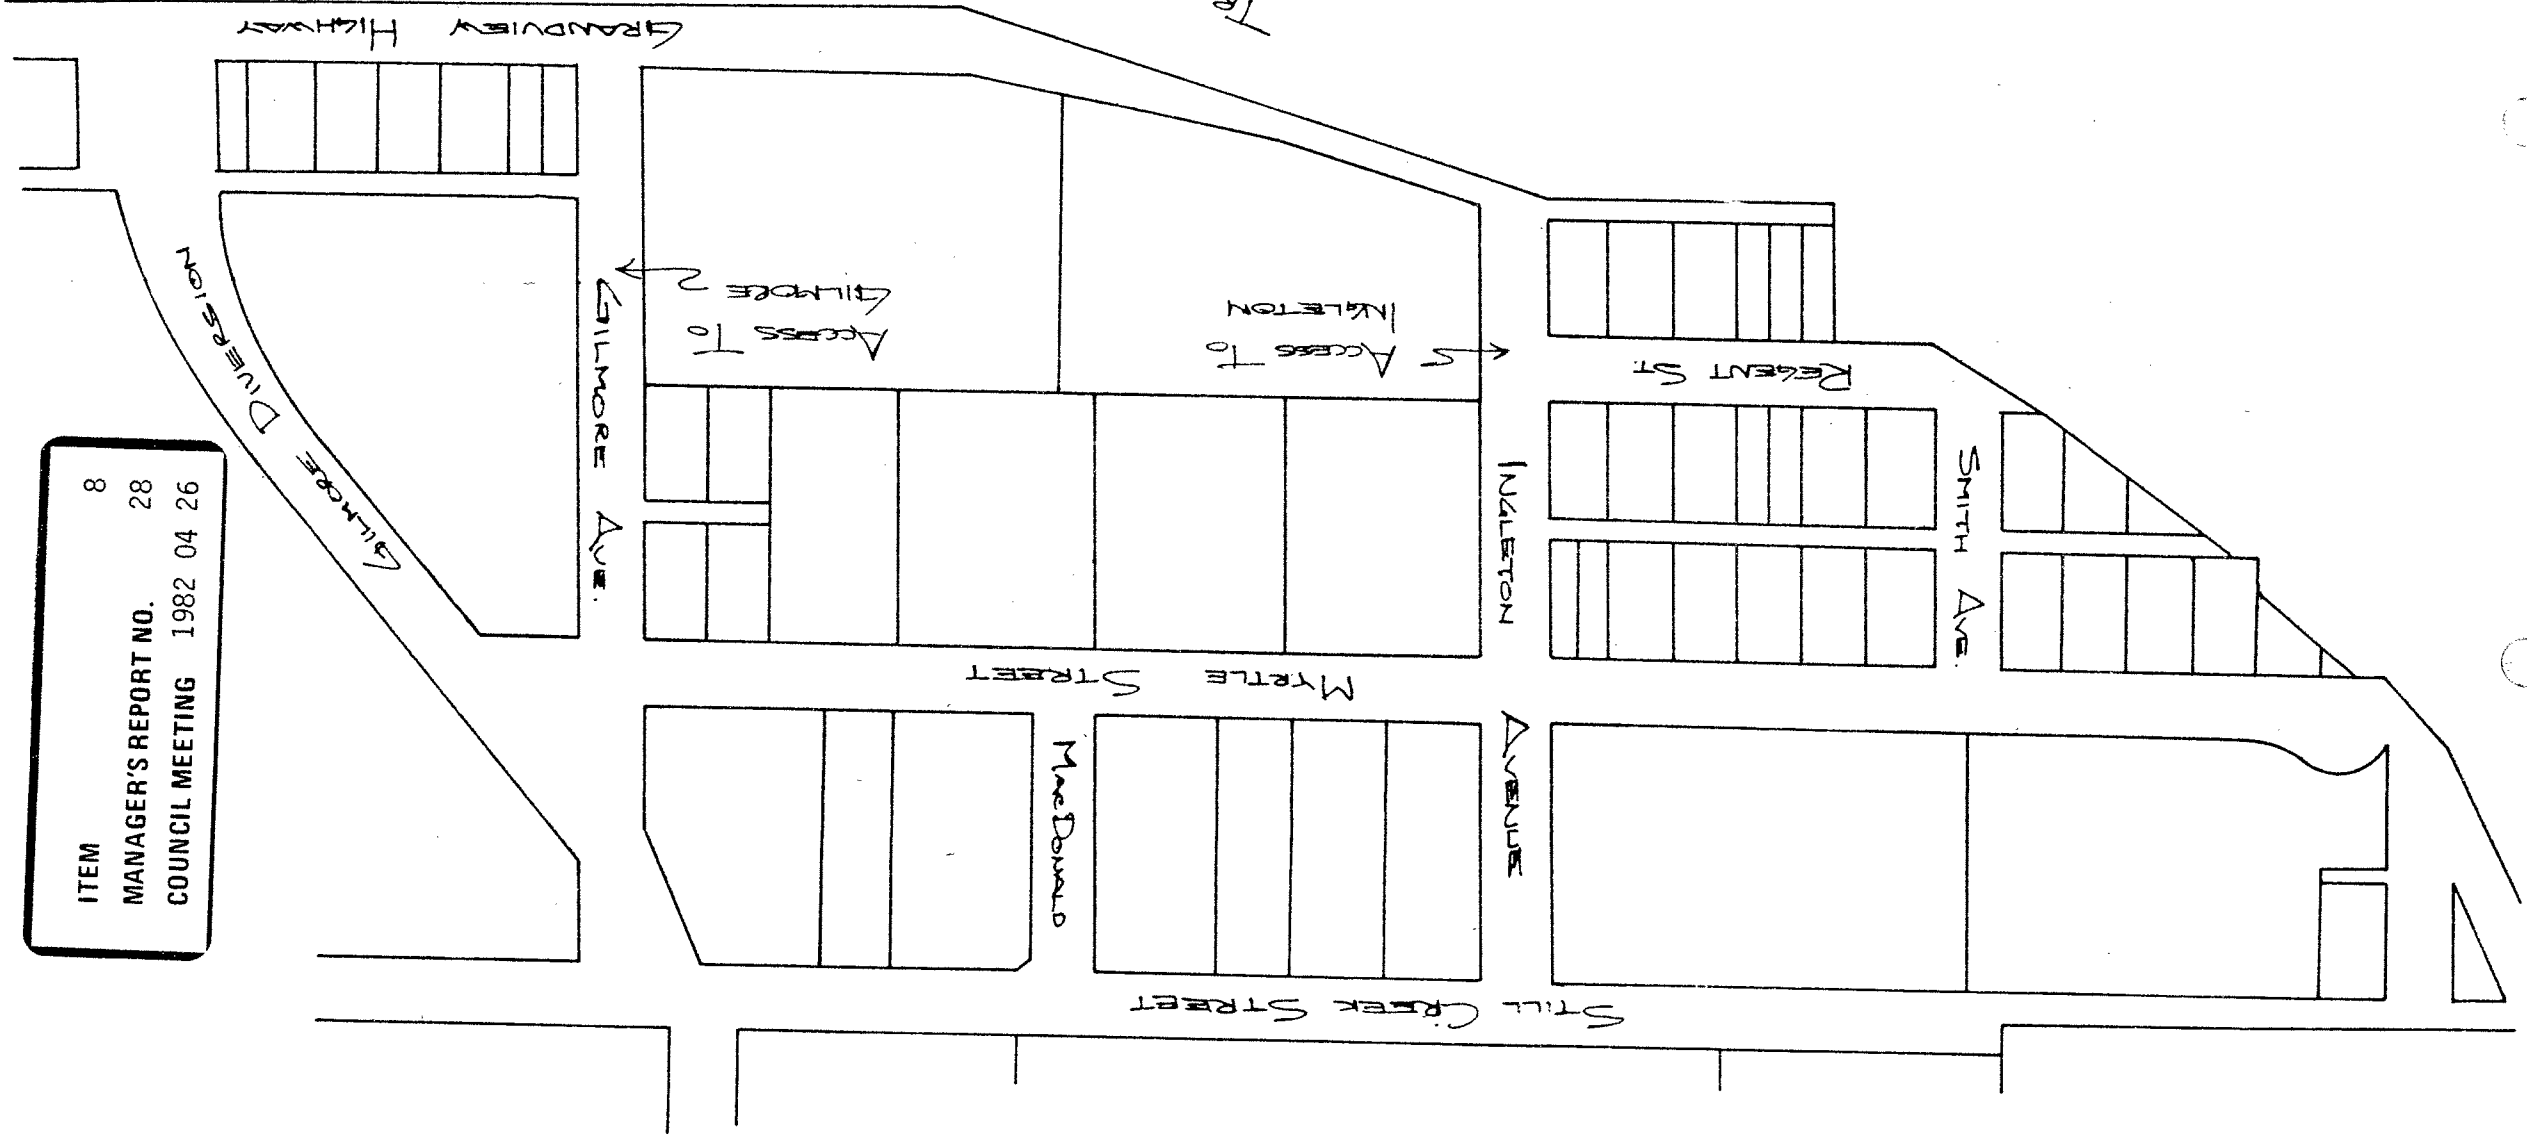 GRANDVIEW HIGHWAY
GILMORE DIVERSION
GILMORE AVE.
ACCESS TO
GILMORE
ACCESS TO
INGLETON
REGENT ST.
INGLETON AVENUE
SMITH AVE.
MYRTLE STREET
MACDONALD
STILL CREEK STREET
ITEM 8
MANAGER'S REPORT NO. 28
COUNCIL MEETING 1982 04 26